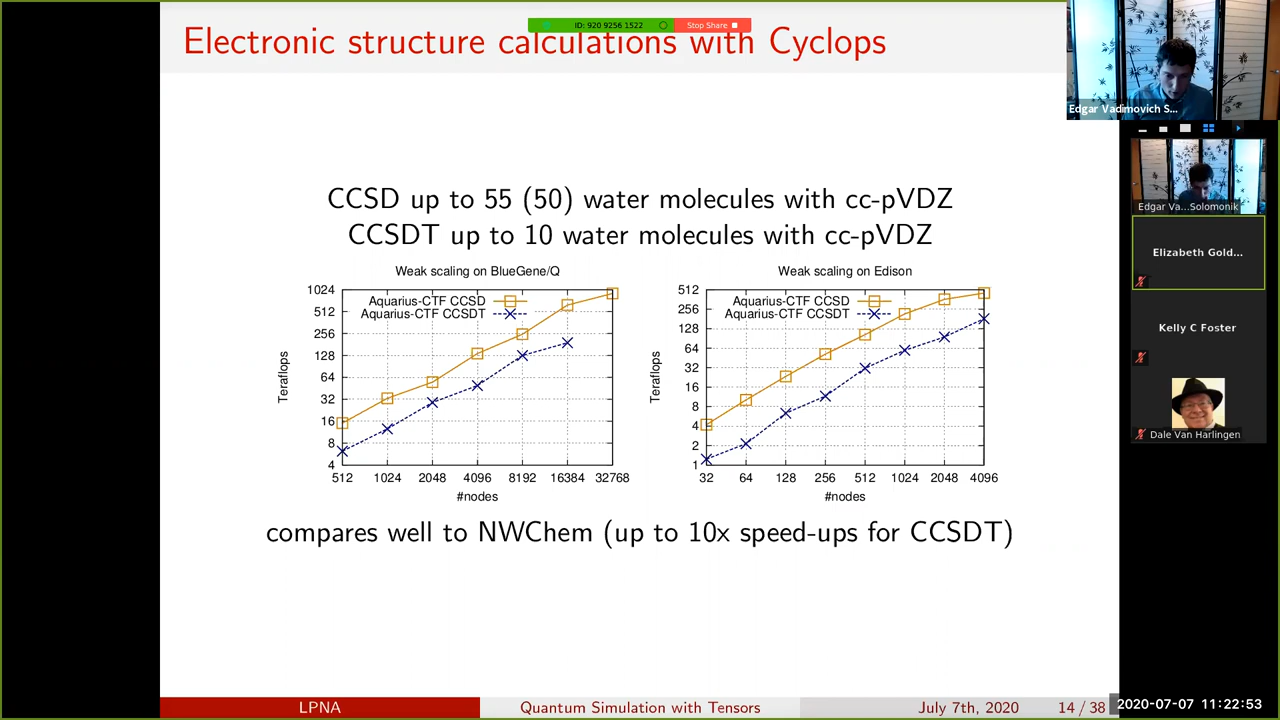 ID: 920 9256 1522
Stop Share
Electronic structure calculations with Cyclops
Edgar Vadimovich S...
CCSD up to 55 (50) water molecules with cc-pVDZ
CCSDT up to 10 water molecules with cc-pVDZ
Weak scaling on BlueGene/Q
Aquarius-CTF CCSD
Aquarius-CTF CCSDT
1024
512
256
128
64
32
16
8
4
Teraflops
512 1024 2048 4096 8192 16384 32768
#nodes
Weak scaling on Edison
Aquarius-CTF CCSD
Aquarius-CTF CCSDT
512
256
128
64
32
16
8
4
2
1
Teraflops
32 64 128 256 512 1024 2048 4096
#nodes
compares well to NWChem (up to 10x speed-ups for CCSDT)
Edgar Va...Solomonik
Elizabeth Gold...
Kelly C Foster
Dale Van Harlingen
LPNA
Quantum Simulation with Tensors
July 7th, 2020
14 / 38
2020-07-07 11:22:53